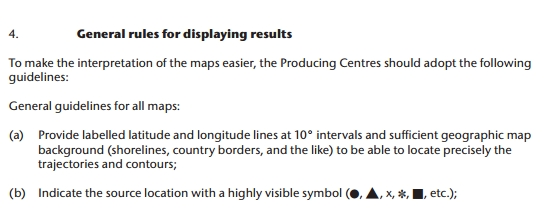 4. General rules for displaying results
To make the interpretation of the maps easier, the Producing Centres should adopt the following
guidelines:
General guidelines for all maps:
(a) Provide labelled latitude and longitude lines at 10° intervals and sufficient geographic map
background (shorelines, country borders, and the like) to be able to locate precisely the
trajectories and contours;
(b) Indicate the source location with a highly visible symbol (●, ▲, x, ✻, ■, etc.);